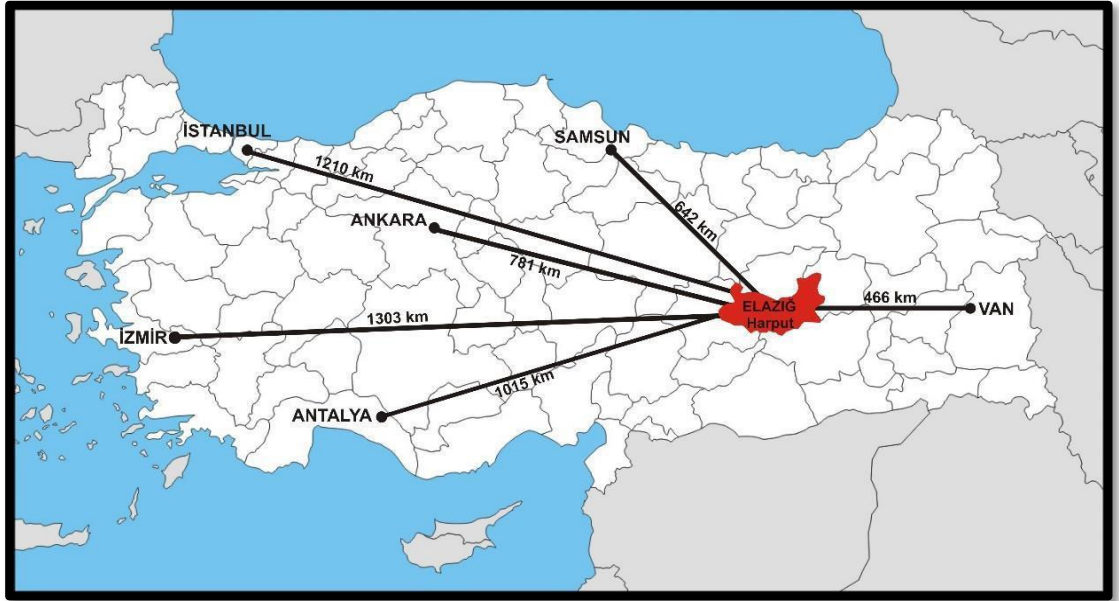 İSTANBUL
SAMSUN
1210 km
642 km
ANKARA
781 km
466 km
ELAZIĞ
Harput
VAN
1303 km
İZMİR
1015 km
ANTALYA